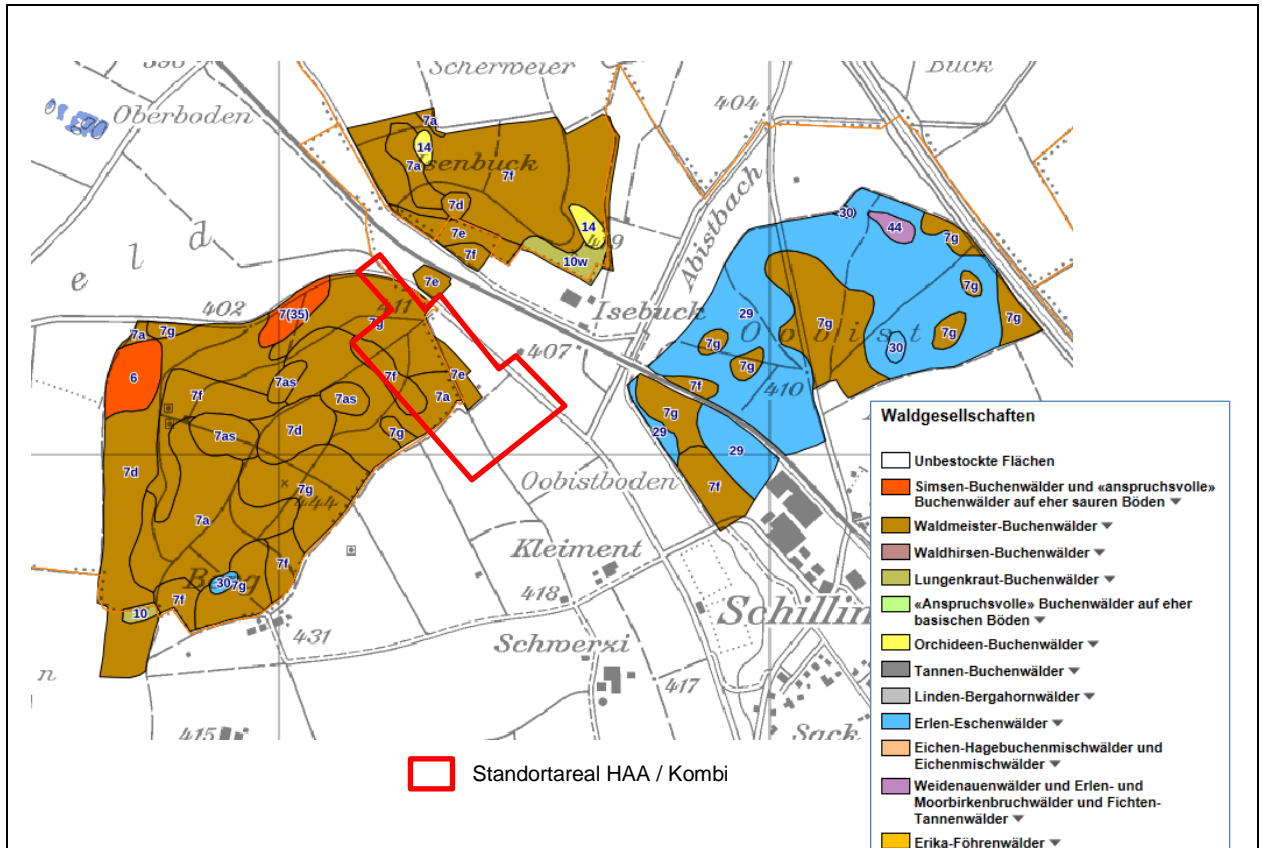 Schermeier
Buck
Oberboden
404
7a
14
Isenbuck
7a
7f
7d
7e
7f
14
10w
Abistbach
30
44
7g
7g
7g
7g
30
29
7g
Oobist
7g
7g
410
7f
7g
29
29
7f
e l d
402
411
7(35)
7g
7e
7a
7g
6
7f
7as
7as
7as
7d
7f
7e
7a
7g
7d
7g
444
7a
7f
Berg
30
7g
7f
10
431
Isebuck
407
Oobistboden
Kleiment
418
Schwerzi
417
415
n
Schillin
Sack
Waldgesellschaften
Unbestockte Flächen
Simsen-Buchenwälder und «anspruchsvolle»
Buchenwälder auf eher sauren Böden
Waldmeister-Buchenwälder
Waldhirsen-Buchenwälder
Lungenkraut-Buchenwälder
«Anspruchsvolle» Buchenwälder auf eher
basischen Böden
Orchideen-Buchenwälder
Tannen-Buchenwälder
Linden-Bergahornwälder
Erlen-Eschenwälder
Eichen-Hagebuchenmischwälder und
Eichenmischwälder
Weidenauenwälder und Erlen- und
Moorbirkenbruchwälder und Fichten-
Tannenwälder
Erika-Föhrenwälder
Standortareal HAA / Kombi